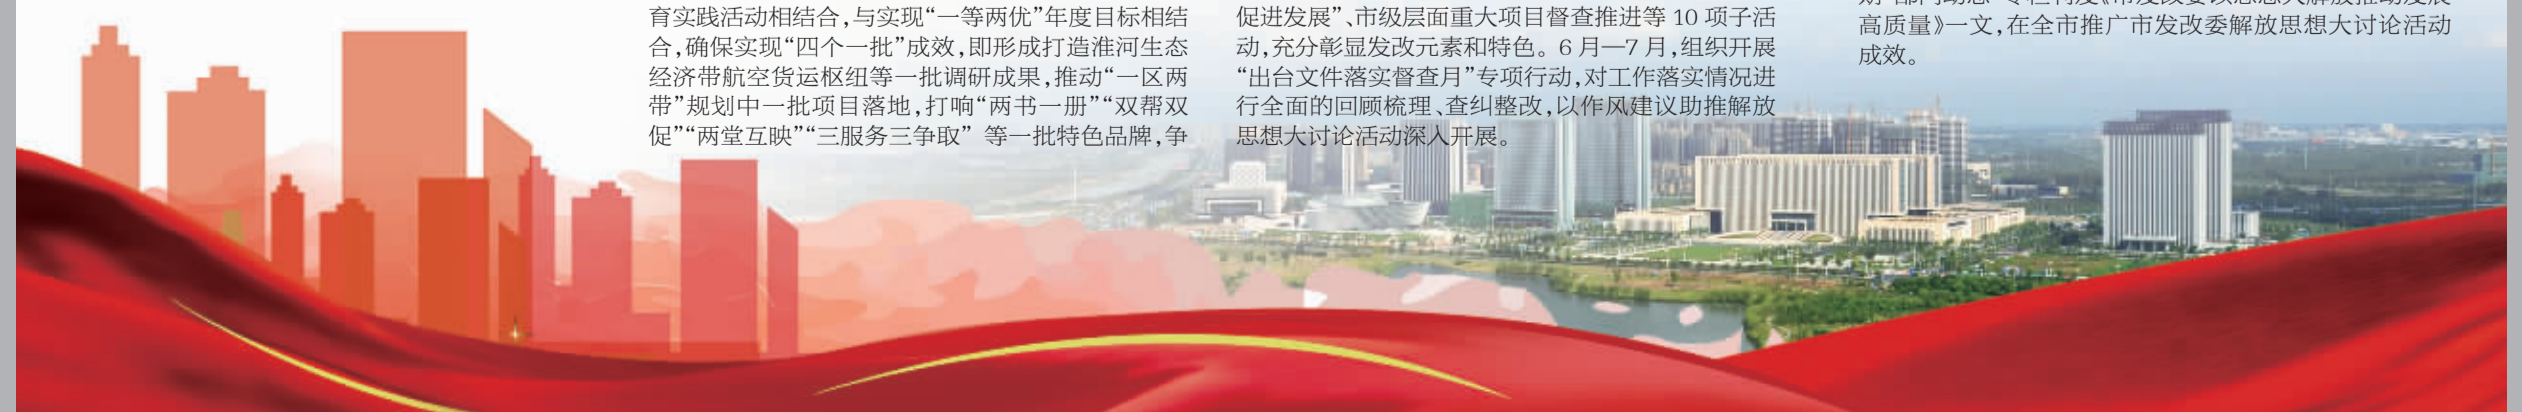 育实践活动相结合，与实现“一等两优”年度目标相结
合，确保实现“四个一批”成效，即形成打造淮河生态
经济带航空货运枢纽等一批调研成果，推动“一区两
带”规划中一批项目落地，打响“两书一册”“双帮双
促”“两堂互映”“三服务三争取” 等一批特色品牌，争
促进发展”、市级层面重大项目督查推进等 10 项子活
动，充分彰显发改元素和特色。6 月—7 月，组织开展
“出台文件落实督查月”专项行动，对工作落实情况进
行全面的回顾梳理、查纠整改，以作风建议助推解放
思想大讨论活动深入开展。
高质量》一文，在全市推广市发改委解放思想大讨论活动
成效。